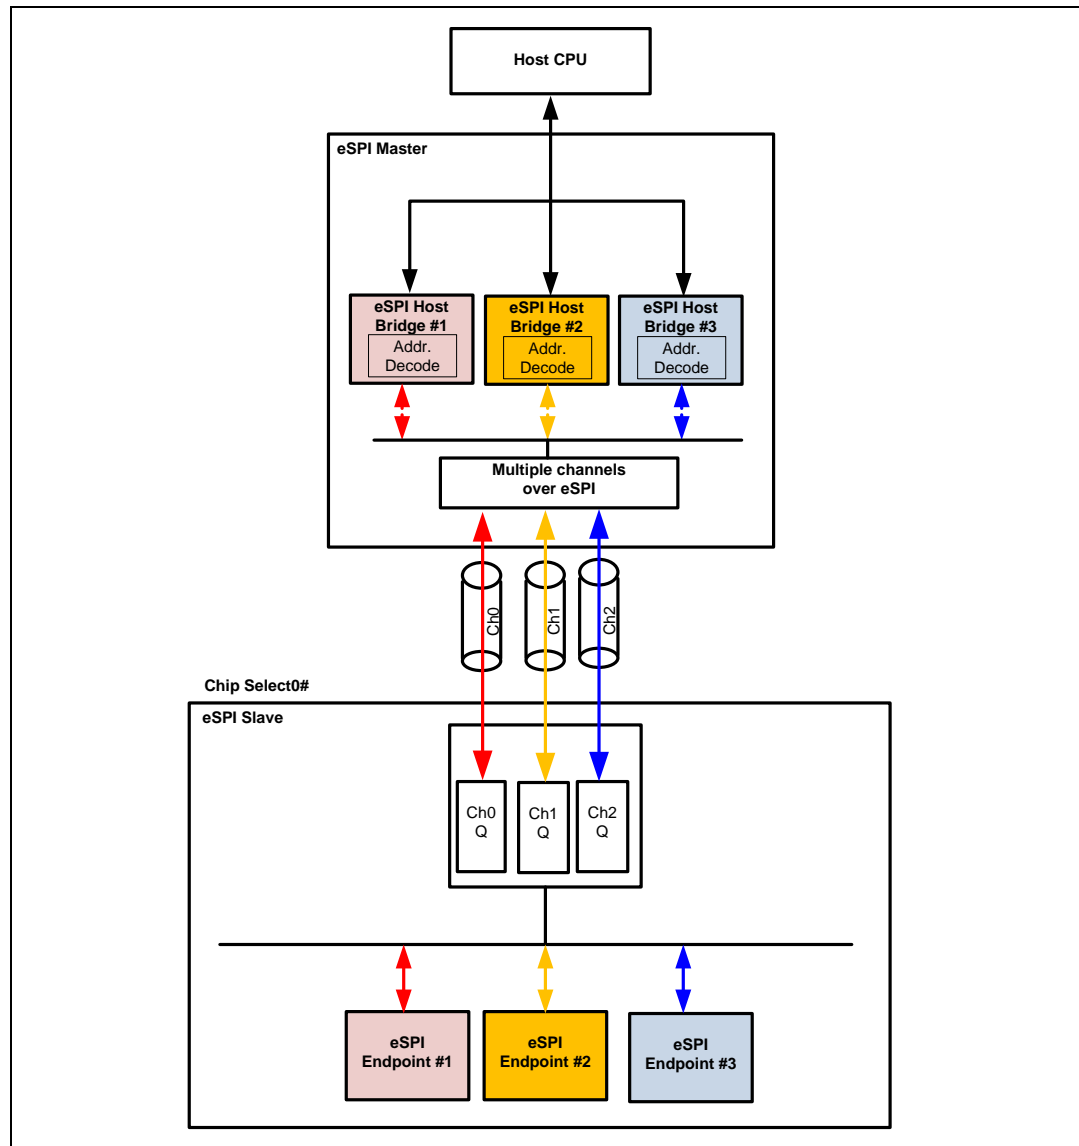 Host CPU
eSPI Master
eSPI Host
Bridge #1
Addr.
Decode
eSPI Host
Bridge #2
Addr.
Decode
eSPI Host
Bridge #3
Addr.
Decode
Multiple channels
over eSPI
Ch0
Ch1
Ch2
Chip Select0#
eSPI Slave
Ch0
Q
Ch1
Q
Ch2
Q
eSPI
Endpoint #1
eSPI
Endpoint #2
eSPI
Endpoint #3